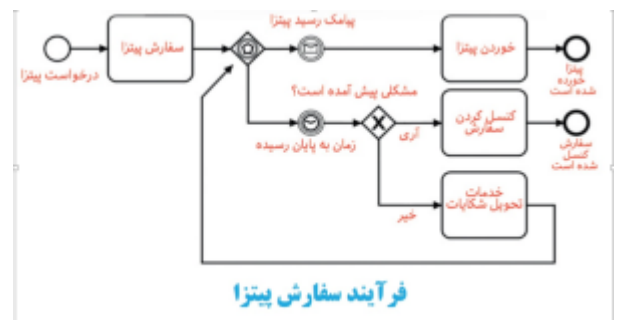 پیامک رسید پیتزا
سفارش پیتزا
خوردن پیتزا
درخواست پیتزا
پیتزا
خورده
شده است
مشکلی پیش آمده است؟
کنسل کردن
سفارش
آری
زمان به پایان رسیده
سفارش
کنسل
شده است
خدمات
تحویل شکایات
خیر
فرآیند سفارش پیتزا